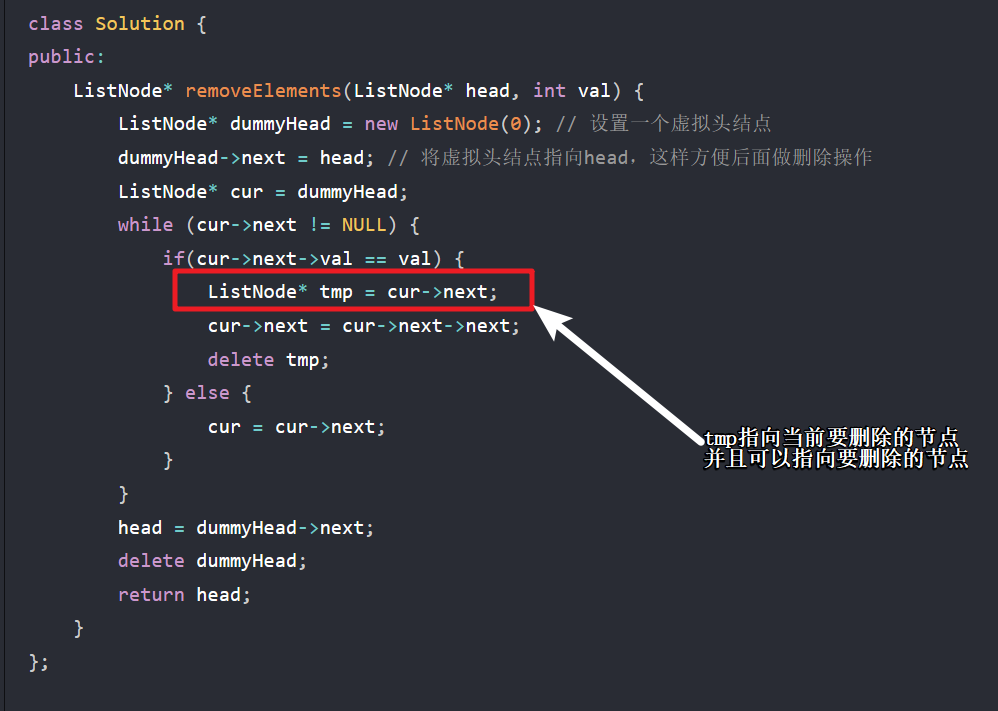 class Solution {
public:
    ListNode* removeElements(ListNode* head, int val) {
        ListNode* dummyHead = new ListNode(0); // 设置一个虚拟头结点
        dummyHead->next = head; // 将虚拟头结点指向head，这样方便后面做删除操作
        ListNode* cur = dummyHead;
        while (cur->next != NULL) {
            if(cur->next->val == val) {
                ListNode* tmp = cur->next;
                cur->next = cur->next->next;
                delete tmp;
            } else {
                cur = cur->next;
            }
        }
        head = dummyHead->next;
        delete dummyHead;
        return head;
    }
};
tmp指向当前要删除的节点
并且可以指向要删除的节点